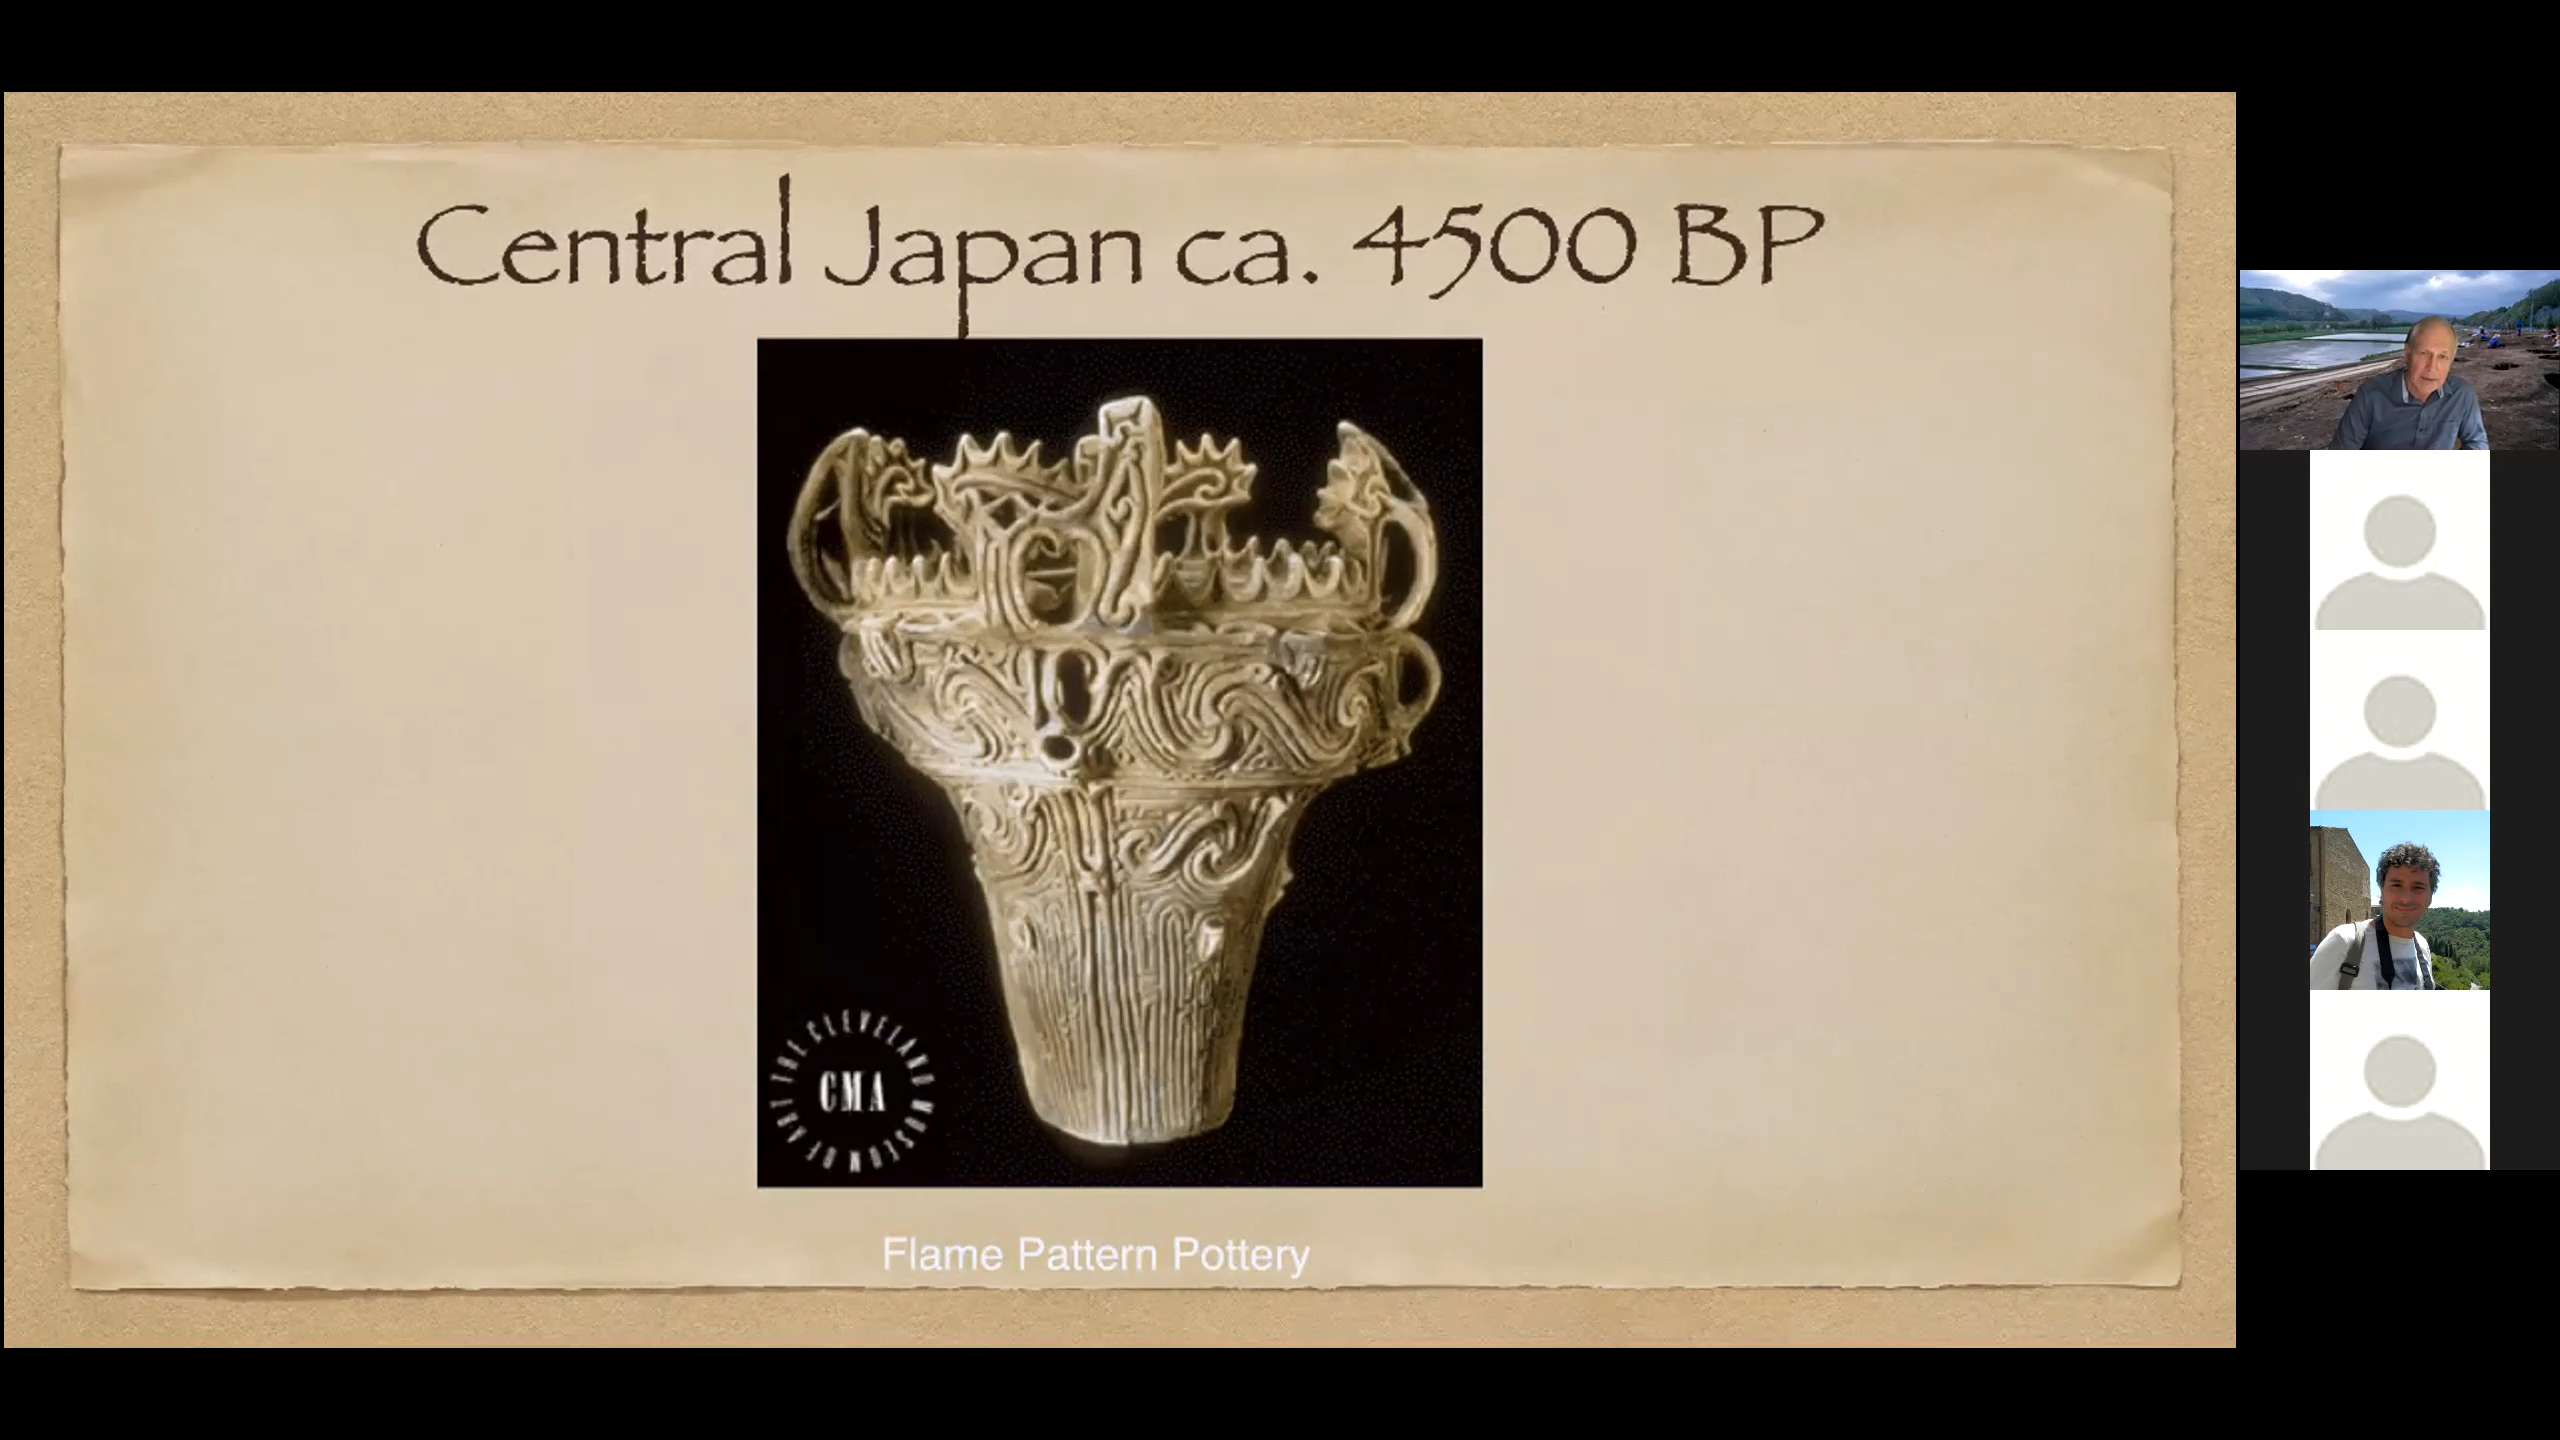 Central Japan ca. 4500 BP
THE CLEVELAND MUSEUM OF ART
CMA
Flame Pattern Pottery